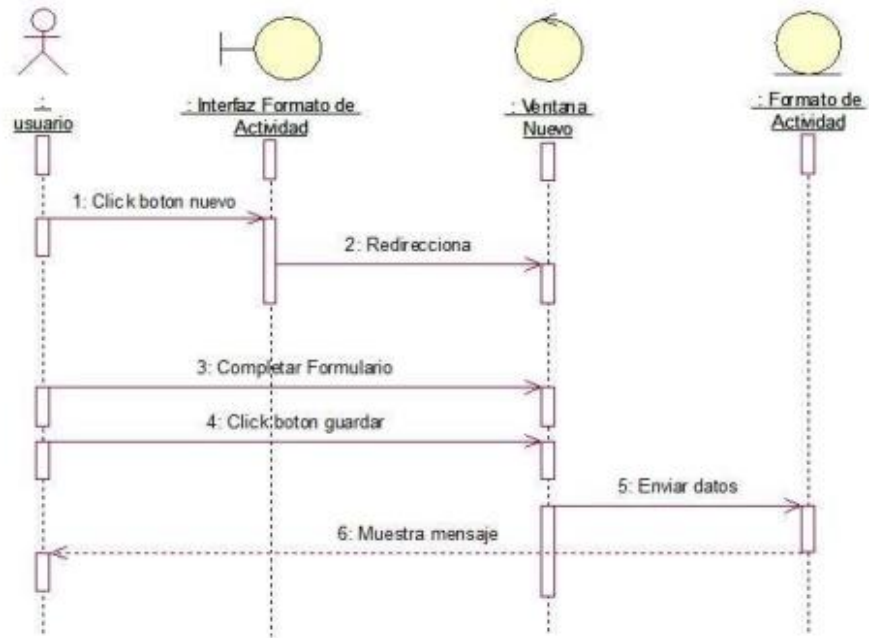 :
usuario
: Interfaz Formato de
Actividad
: Ventana
Nuevo
: Formato de
Actividad
1: Click boton nuevo
2: Redirecciona
3: Completar Formulario
4: Click boton guardar
5: Enviar datos
6: Muestra mensaje